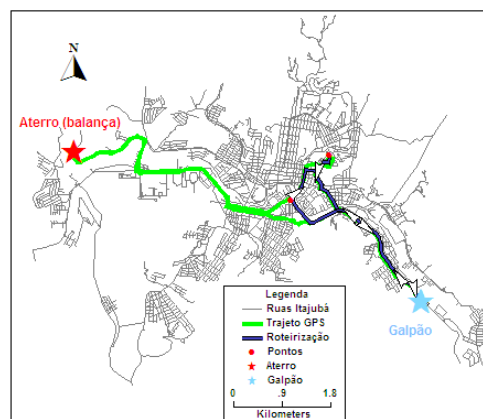 N
Aterro (balança)
Galpão
Legenda
Ruas Itajubá
Trajeto GPS
Roteirização
Pontos
Aterro
Galpão
0 .9 1.8
Kilometers